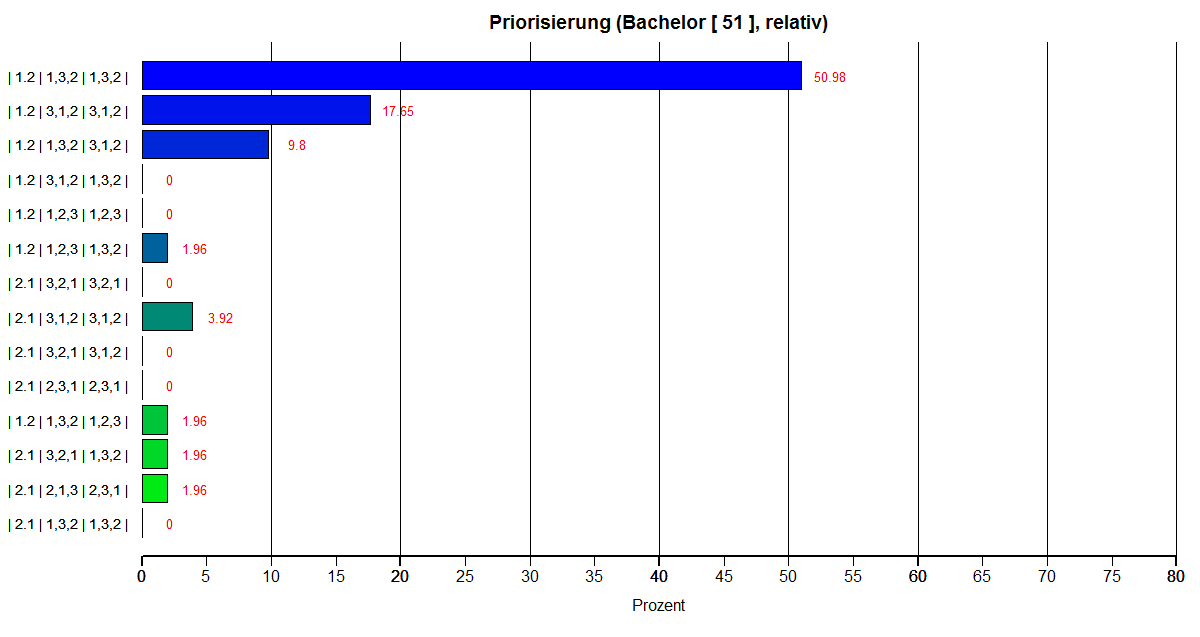 Priorisierung (Bachelor [ 51 ], relativ)
| 1.2 | 1,3,2 | 1,3,2 | 50.98
| 1.2 | 3,1,2 | 3,1,2 | 17.65
| 1.2 | 1,3,2 | 3,1,2 | 9.8
| 1.2 | 3,1,2 | 1,3,2 | 0
| 1.2 | 1,2,3 | 1,2,3 | 0
| 1.2 | 1,2,3 | 1,3,2 | 1.96
| 2.1 | 3,2,1 | 3,2,1 | 0
| 2.1 | 3,1,2 | 3,1,2 | 3.92
| 2.1 | 3,2,1 | 3,1,2 | 0
| 2.1 | 2,3,1 | 2,3,1 | 0
| 1.2 | 1,3,2 | 1,2,3 | 1.96
| 2.1 | 3,2,1 | 1,3,2 | 1.96
| 2.1 | 2,1,3 | 2,3,1 | 1.96
| 2.1 | 1,3,2 | 1,3,2 | 0
0 5 10 15 20 25 30 35 40 45 50 55 60 65 70 75 80
Prozent